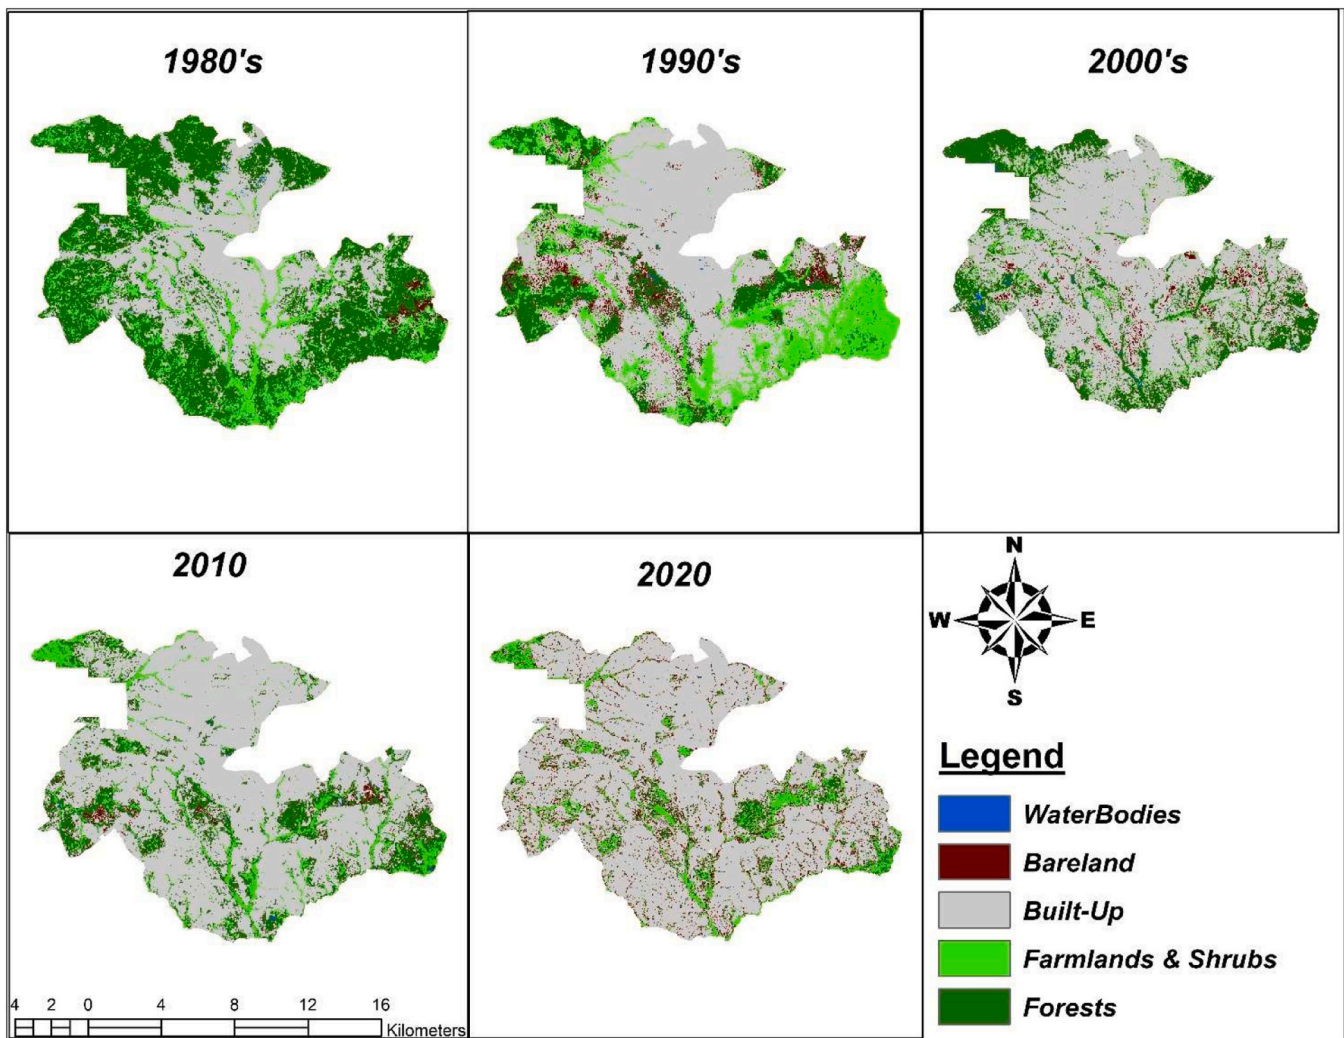 1980's
1990's
2000's
2010
2020
N
W E
S
Legend
WaterBodies
Bareland
Built-Up
Farmlands & Shrubs
Forests
4 2 0 4 8 12 16
Kilometers